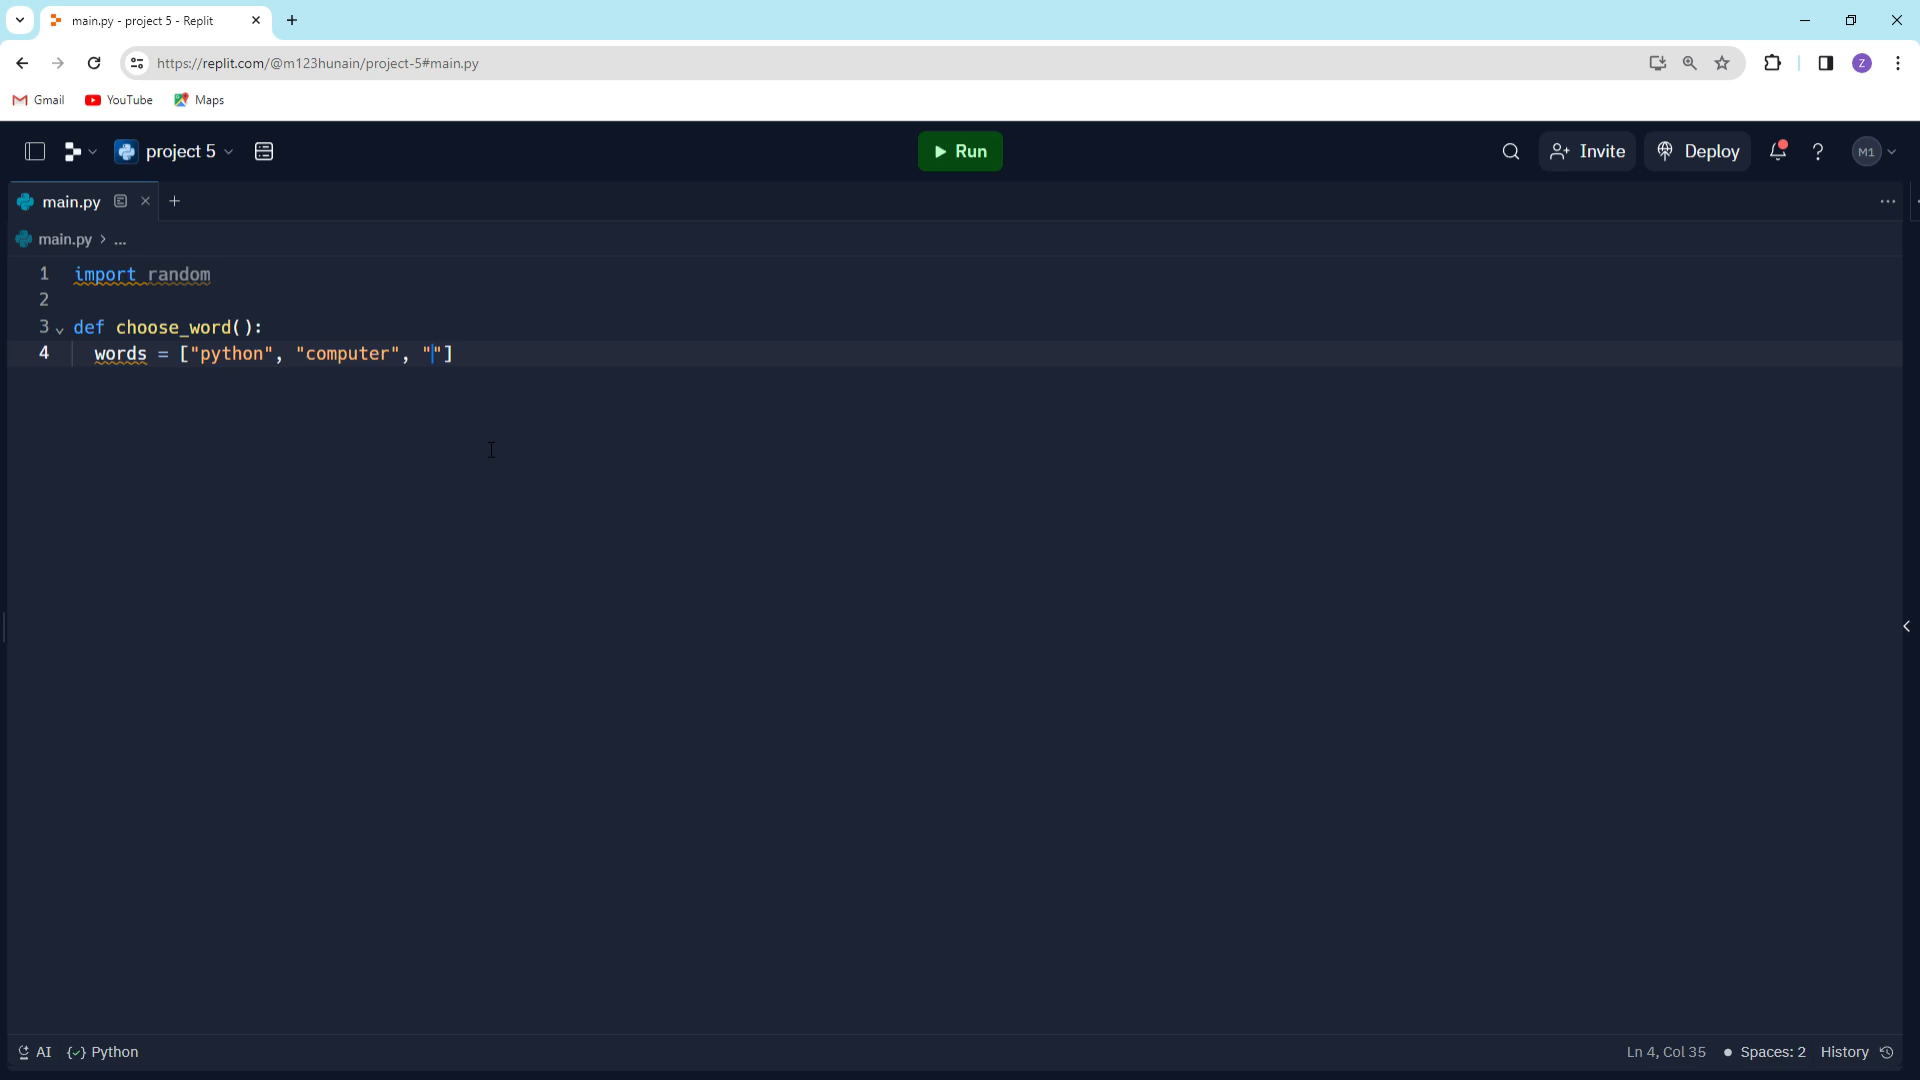 main.py - project 5 - Replit
https://replit.com/@m123hunain/project-5#main.py
Z
Gmail YouTube Maps
project 5 Run Invite Deploy ? M1
main.py
main.py > ...
1 import random
2
3 def choose_word():
4 words = ["python", "computer", ""]
AI Python Ln 4, Col 35 Spaces: 2 History